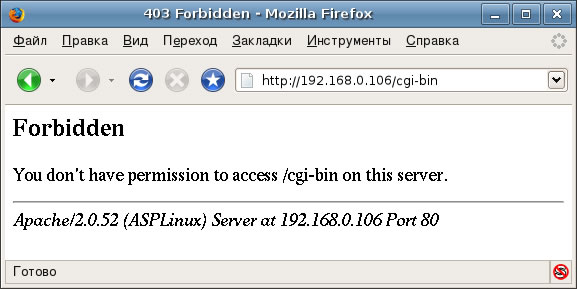 403 Forbidden - Mozilla Firefox
Файл Правка Вид Переход Закладки Инструменты Справка
http://192.168.0.106/cgi-bin
Forbidden
You don't have permission to access /cgi-bin on this server.
Apache/2.0.52 (ASPLinux) Server at 192.168.0.106 Port 80
Готово